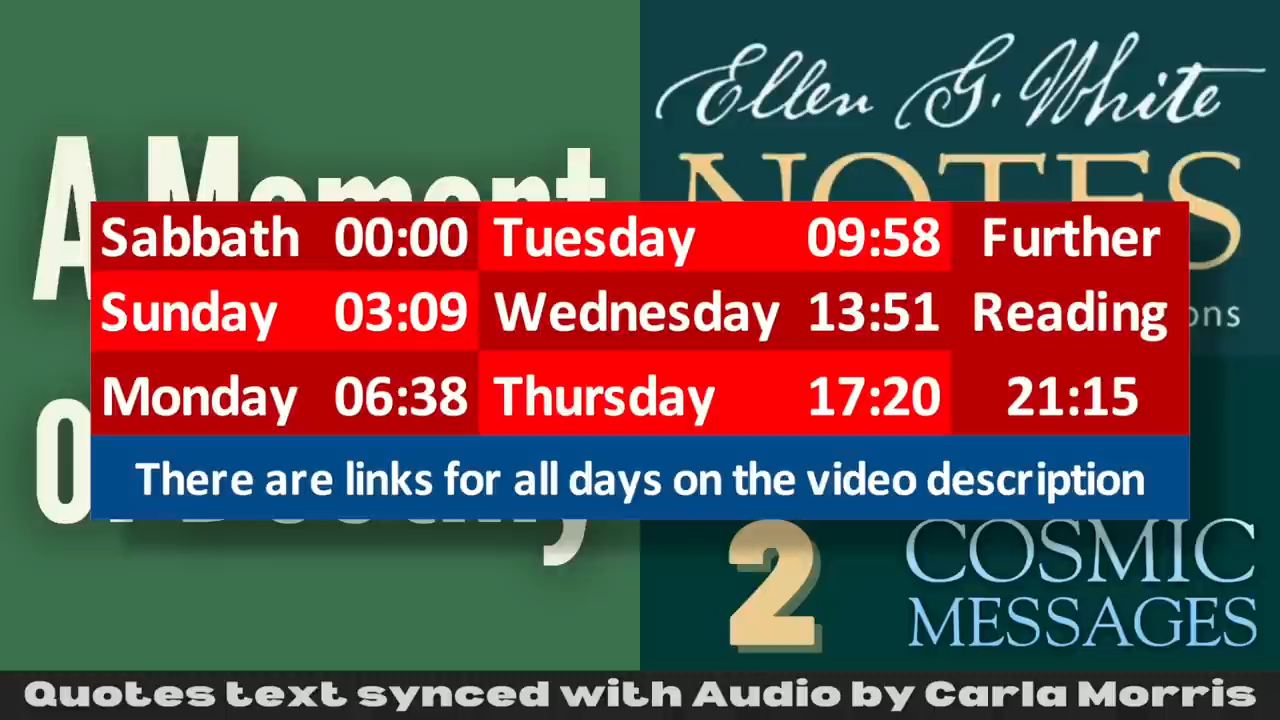 Ellen G. White
A Moment
NOTES
Sabbath 00:00 Tuesday 09:58 Further
Sunday 03:09 Wednesday 13:51 Reading
Monday 06:38 Thursday 17:20 21:15
There are links for all days on the video description
2 COSMIC
MESSAGES
Quotes text synced with Audio by Carla Morris